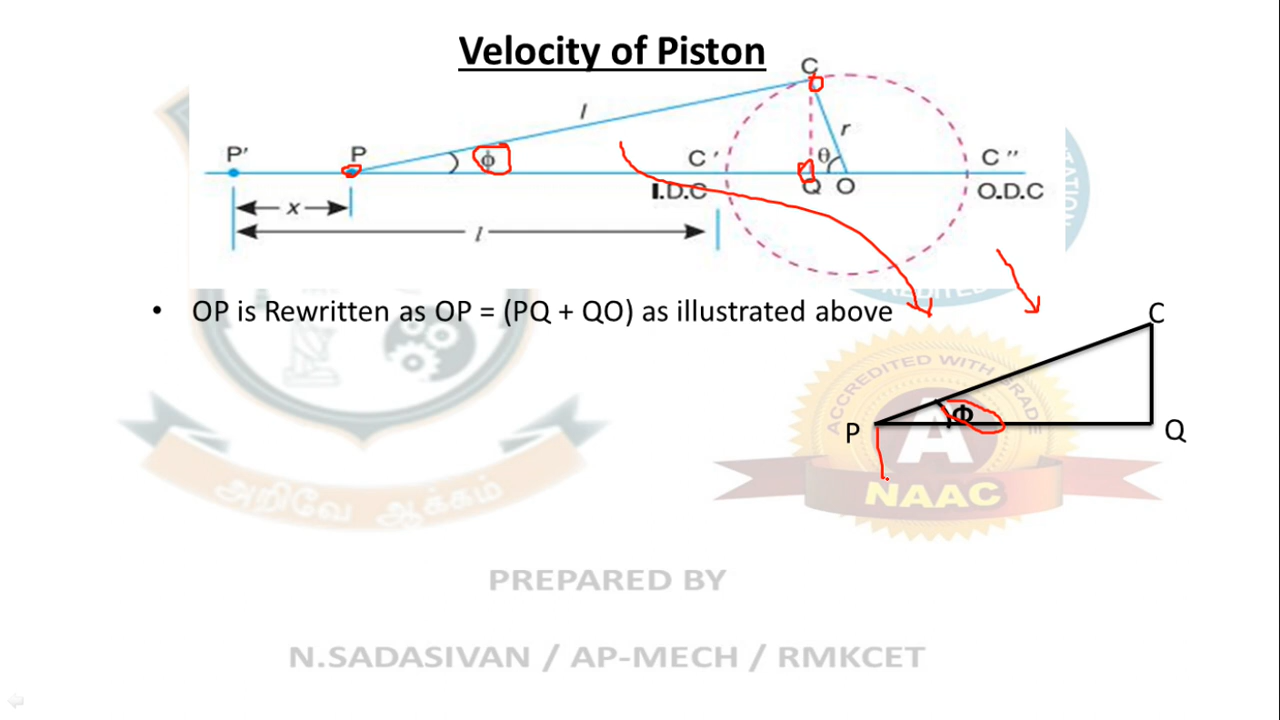 Velocity of Piston
C
l
r
P'
P
ϕ
C'
θ
C''
I.D.C
Q
O
O.D.C
x
l
• OP is Rewritten as OP = (PQ + QO) as illustrated above
ACCREDITED WITH GRADE
C
Φ
P
Q
A
NAAC
அறிவே ஆக்கம்
PREPARED BY
N.SADASIVAN / AP-MECH / RMKCET